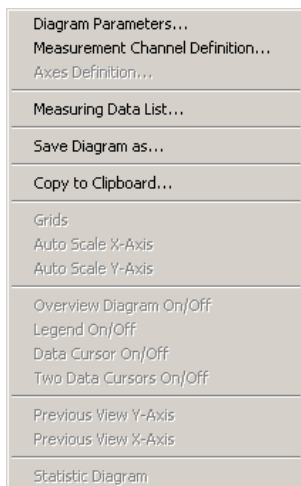 Diagram Parameters...
Measurement Channel Definition...
Axes Definition...
Measuring Data List...
Save Diagram as...
Copy to Clipboard...
Grids
Auto Scale X-Axis
Auto Scale Y-Axis
Overview Diagram On/Off
Legend On/Off
Data Cursor On/Off
Two Data Cursors On/Off
Previous View Y-Axis
Previous View X-Axis
Statistic Diagram